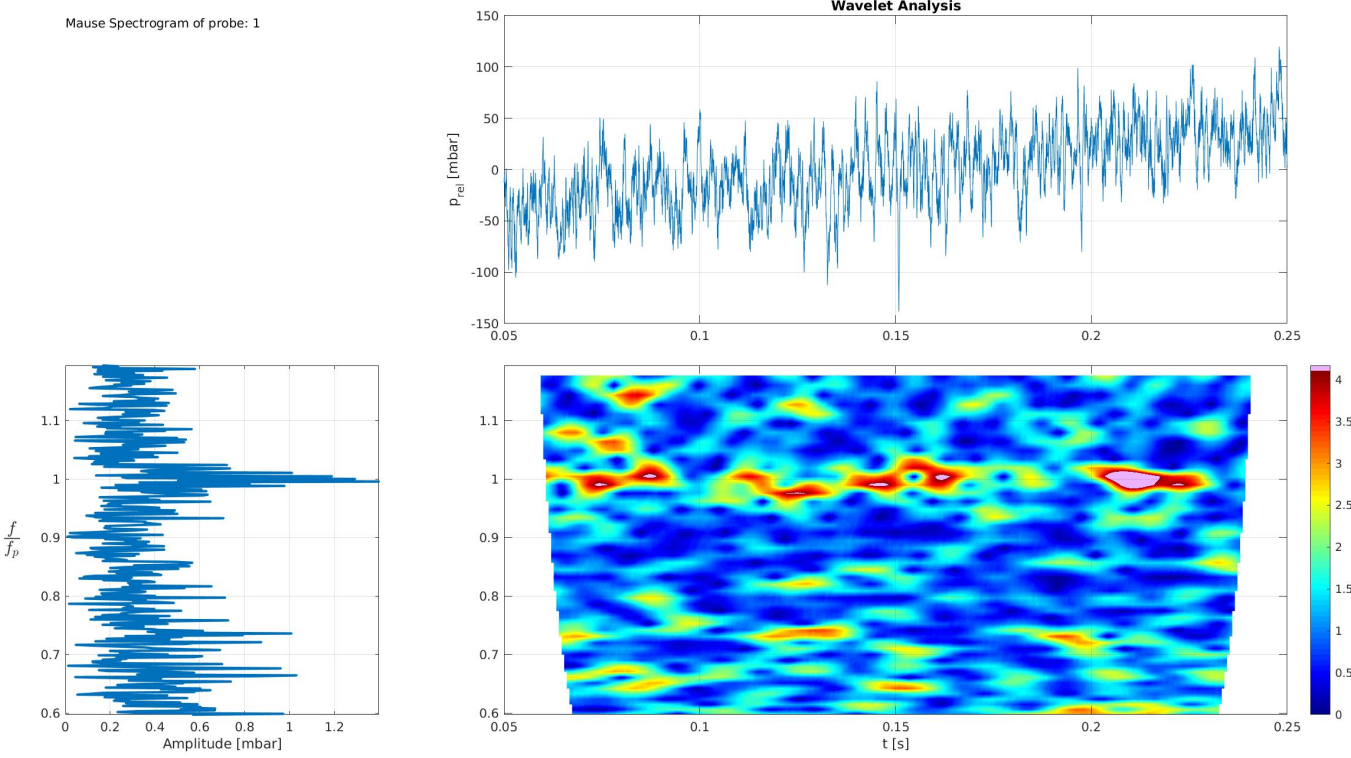 Mause Spectrogram of probe: 1
Wavelet Analysis
150
100
50
0
-50
-100
-150
p_rel [mbar]
0.05 0.1 0.15 0.2 0.25
1.1
1
0.9
0.8
0.7
0.6
f
f_p
0 0.2 0.4 0.6 0.8 1 1.2
Amplitude [mbar]
1.1
1
0.9
0.8
0.7
0.6
0.05 0.1 0.15 0.2 0.25
t [s]
4
3.5
3
2.5
2
1.5
1
0.5
0